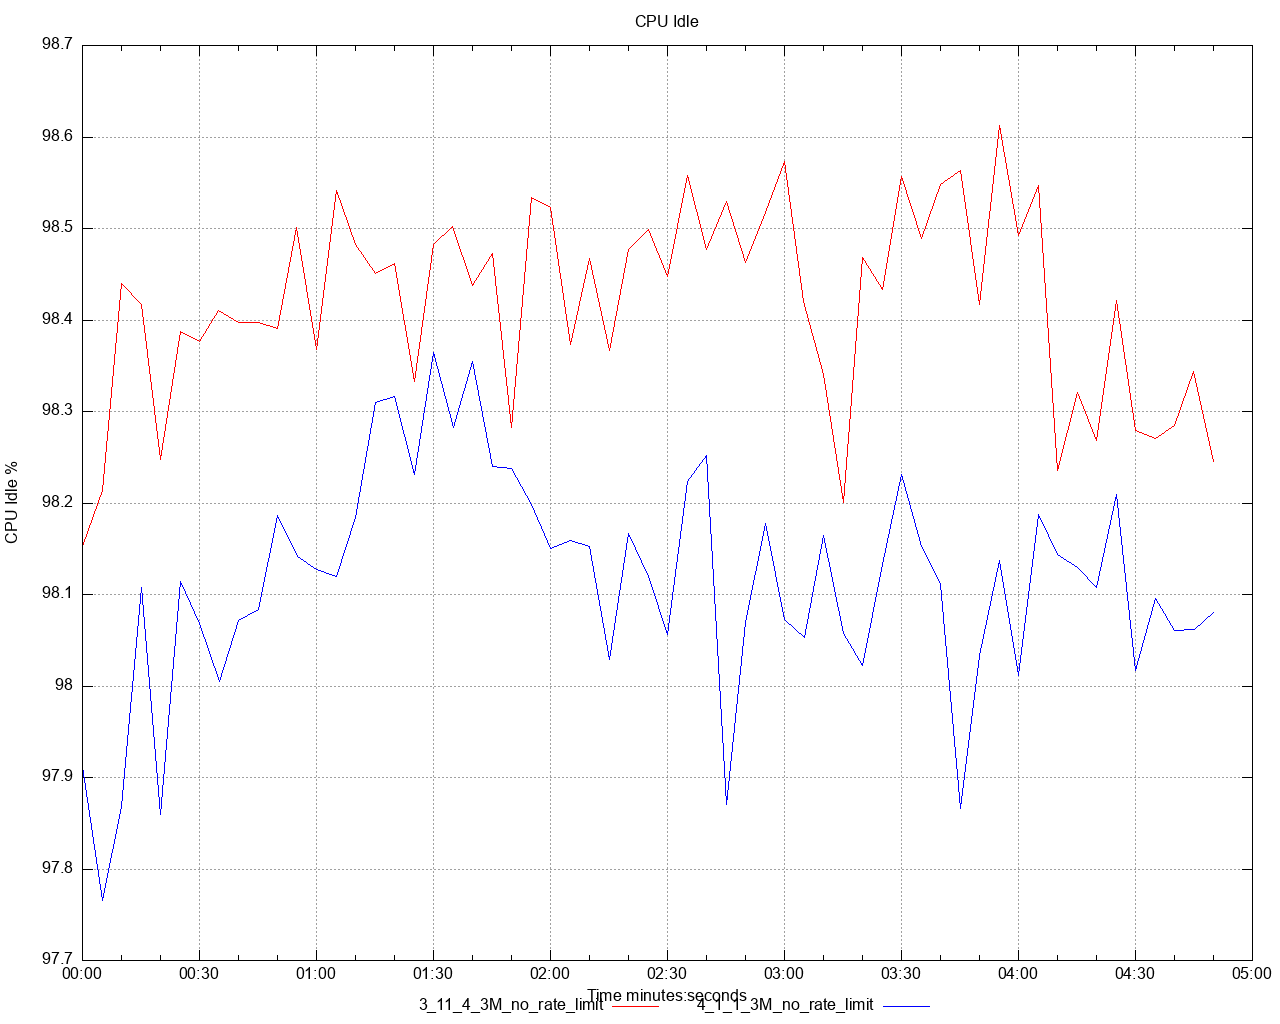 CPU Idle
98.7
98.6
98.5
98.4
98.3
98.2
98.1
98
97.9
97.8
97.7
CPU Idle %
00:00 00:30 01:00 01:30 02:00 02:30 03:00 03:30 04:00 04:30 05:00
Time minutes:seconds
3_11_4_3M_no_rate_limit 4_1_1_3M_no_rate_limit